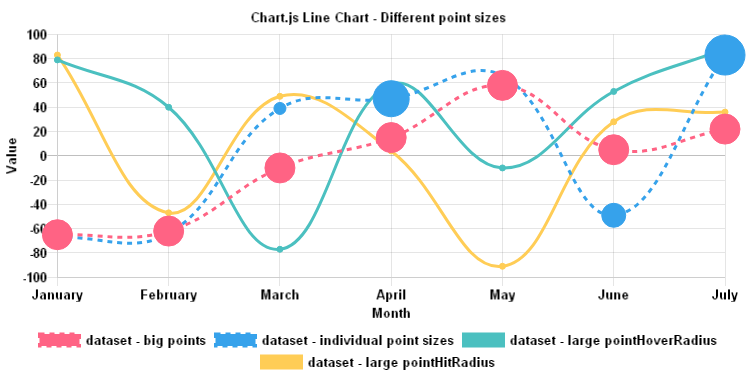 Chart.js Line Chart - Different point sizes
100
80
60
40
20
0
-20
-40
-60
-80
-100
Value
January February March April May June July
Month
dataset - big points dataset - individual point sizes dataset - large pointHoverRadius
dataset - large pointHitRadius